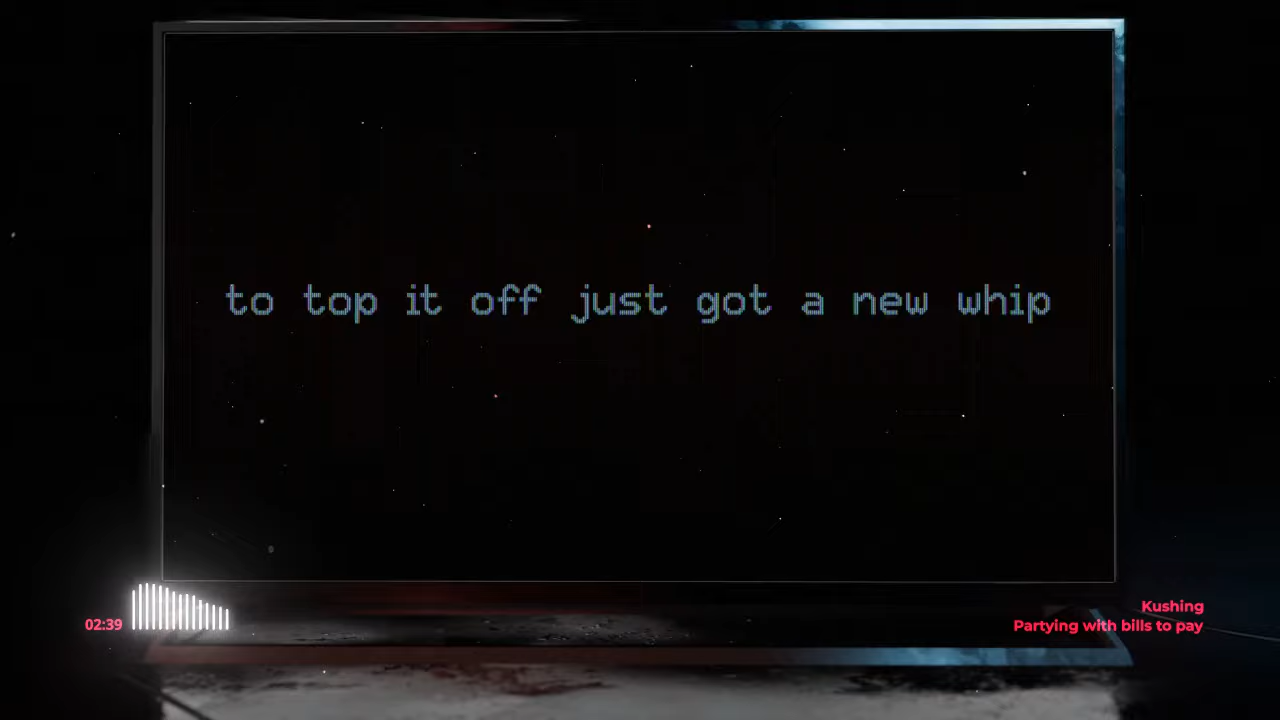 to top it off just got a new whip
02:39
Kushing
Partying with bills to pay